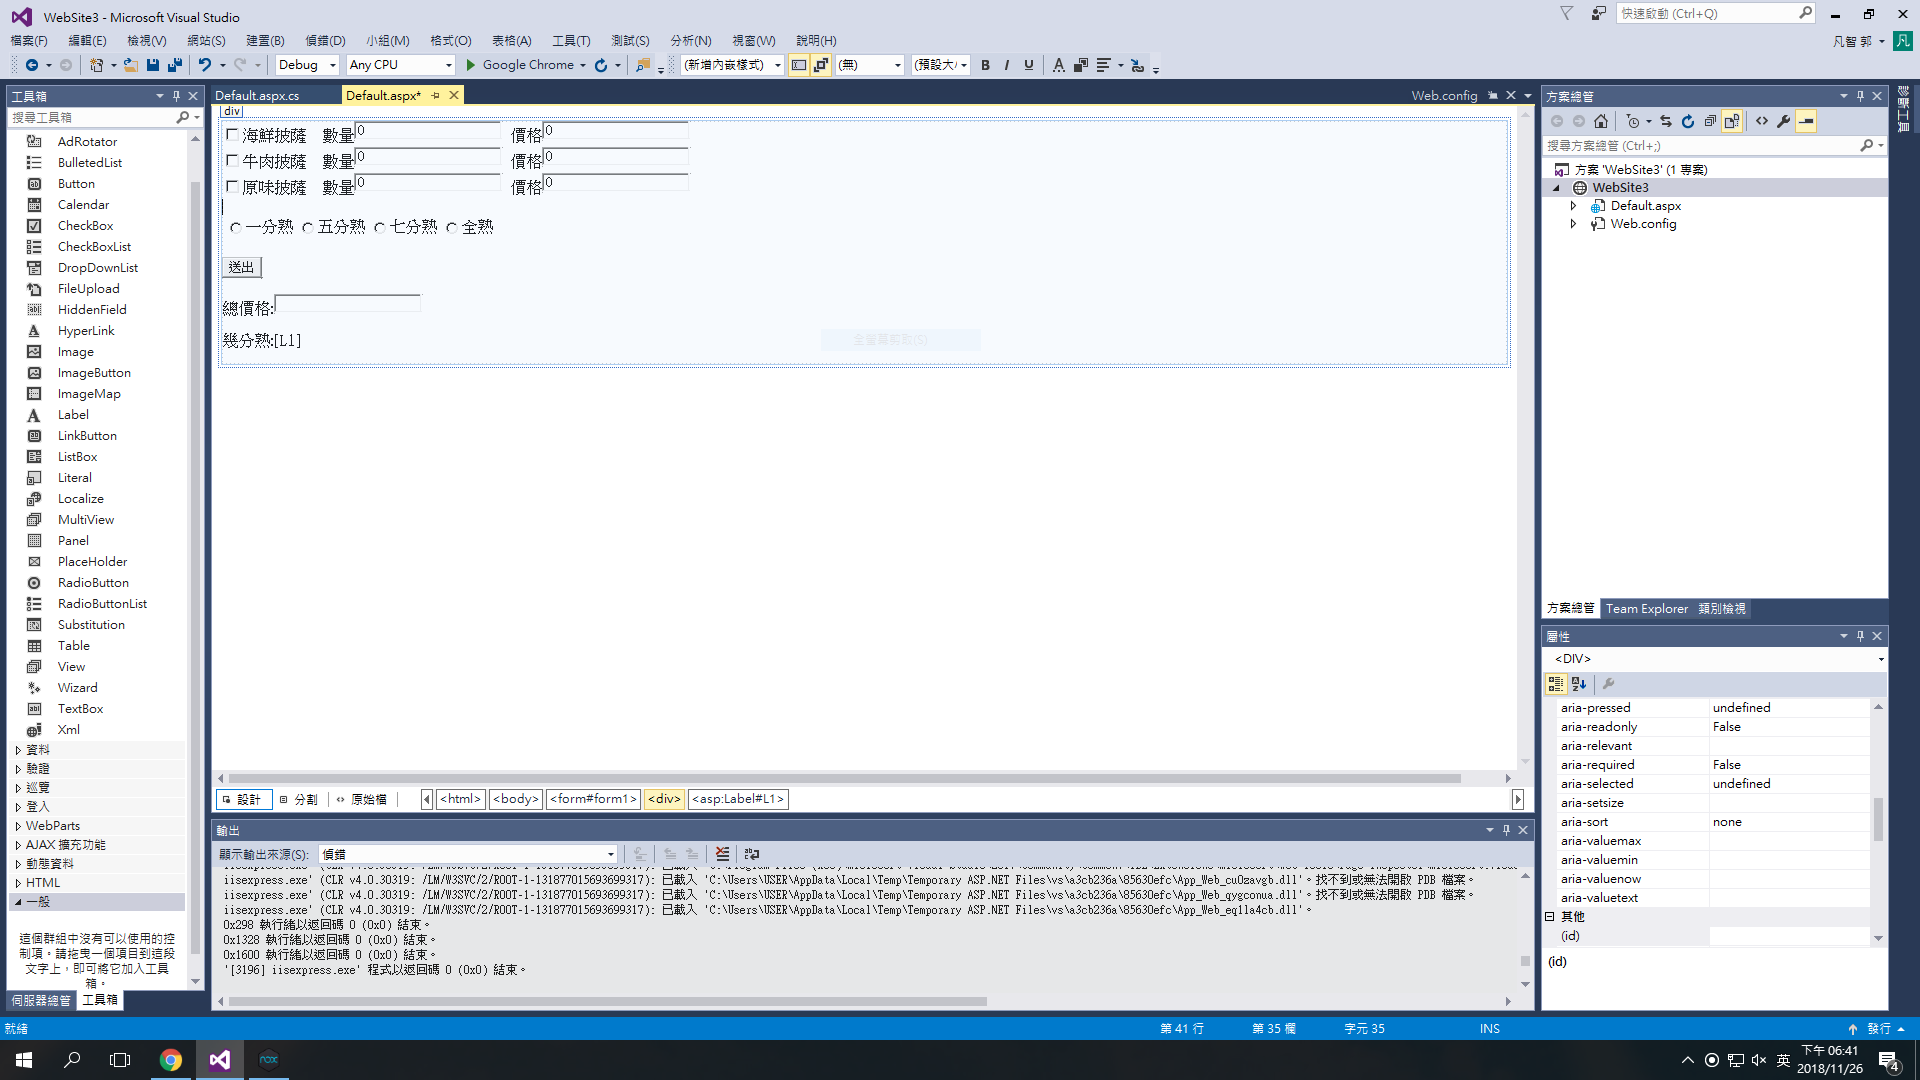 WebSite3 - Microsoft Visual Studio
快速啟動 (Ctrl+Q)
檔案(F) 編輯(E) 檢視(V) 網站(S) 建置(B) 偵錯(D) 小組(M) 格式(O) 表格(A) 工具(T) 測試(S) 分析(N) 視窗(W) 說明(H)
凡智 郭 凡
Debug Any CPU Google Chrome (新增內嵌樣式) (無) (預設大小 B I U A
工具箱
搜尋工具箱
AdRotator
BulletedList
Button
Calendar
CheckBox
CheckBoxList
DropDownList
FileUpload
HiddenField
HyperLink
Image
ImageButton
ImageMap
Label
LinkButton
ListBox
Literal
Localize
MultiView
Panel
PlaceHolder
RadioButton
RadioButtonList
Substitution
Table
View
Wizard
TextBox
Xml
資料
驗證
巡覽
登入
WebParts
AJAX 擴充功能
動態資料
HTML
一般
這個群組中沒有可以使用的控
制項。請拖曳一個項目到這段
文字上，即可將它加入工具
箱。
伺服器總管 工具箱
Default.aspx.cs Default.aspx* Web.config
div
海鮮披薩 數量 0 價格 0
牛肉披薩 數量 0 價格 0
原味披薩 數量 0 價格 0
一分熟 五分熟 七分熟 全熟
送出
總價格:
幾分熟:[L1]
全螢幕剪取(S)
設計 分割 原始檔 <html> <body> <form#form1> <div> <asp:Label#L1>
輸出
顯示輸出來源(S): 偵錯
iisexpress.exe' (CLR v4.0.30319: /LM/W3SVC/2/ROOT-1-131877015693699317): 已載入 'C:\Users\USER\AppData\Local\Temp\Temporary ASP.NET Files\vs\a3cb236a\85630efc\App_Web_cu0zavgb.dll'。找不到或無法開啟 PDB 檔案。
iisexpress.exe' (CLR v4.0.30319: /LM/W3SVC/2/ROOT-1-131877015693699317): 已載入 'C:\Users\USER\AppData\Local\Temp\Temporary ASP.NET Files\vs\a3cb236a\85630efc\App_Web_qygconua.dll'。找不到或無法開啟 PDB 檔案。
iisexpress.exe' (CLR v4.0.30319: /LM/W3SVC/2/ROOT-1-131877015693699317): 已載入 'C:\Users\USER\AppData\Local\Temp\Temporary ASP.NET Files\vs\a3cb236a\85630efc\App_Web_eq1la4cb.dll'。
0x298 執行緒以返回碼 0 (0x0) 結束。
0x1328 執行緒以返回碼 0 (0x0) 結束。
0x1600 執行緒以返回碼 0 (0x0) 結束。
'[3196] iisexpress.exe' 程式以返回碼 0 (0x0) 結束。
方案總管
搜尋方案總管 (Ctrl+;)
方案 'WebSite3' (1 專案)
WebSite3
Default.aspx
Web.config
方案總管 Team Explorer 類別檢視
診斷工具
屬性
<DIV>
aria-pressed undefined
aria-readonly False
aria-relevant
aria-required False
aria-selected undefined
aria-setsize
aria-sort none
aria-valuemax
aria-valuemin
aria-valuenow
aria-valuetext
其他
(id)
(id)
就緒 第 41 行 第 35 欄 字元 35 INS 發行
nox
英 下午 06:41
2018/11/26 4